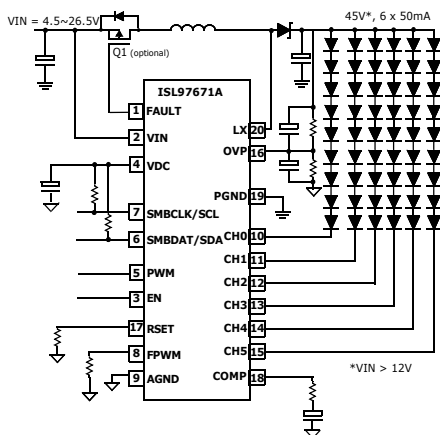 VIN = 4.5~26.5V
45V*, 6 x 50mA
Q1 (optional)
ISL97671A
1 FAULT
2 VIN
4 VDC
7 SMBCLK/SCL
6 SMBDAT/SDA
5 PWM
3 EN
17 RSET
8 FPWM
9 AGND
LX 20
OVP 16
PGND 19
CH0 10
CH1 11
CH2 12
CH3 13
CH4 14
CH5 15
COMP 18
*VIN > 12V